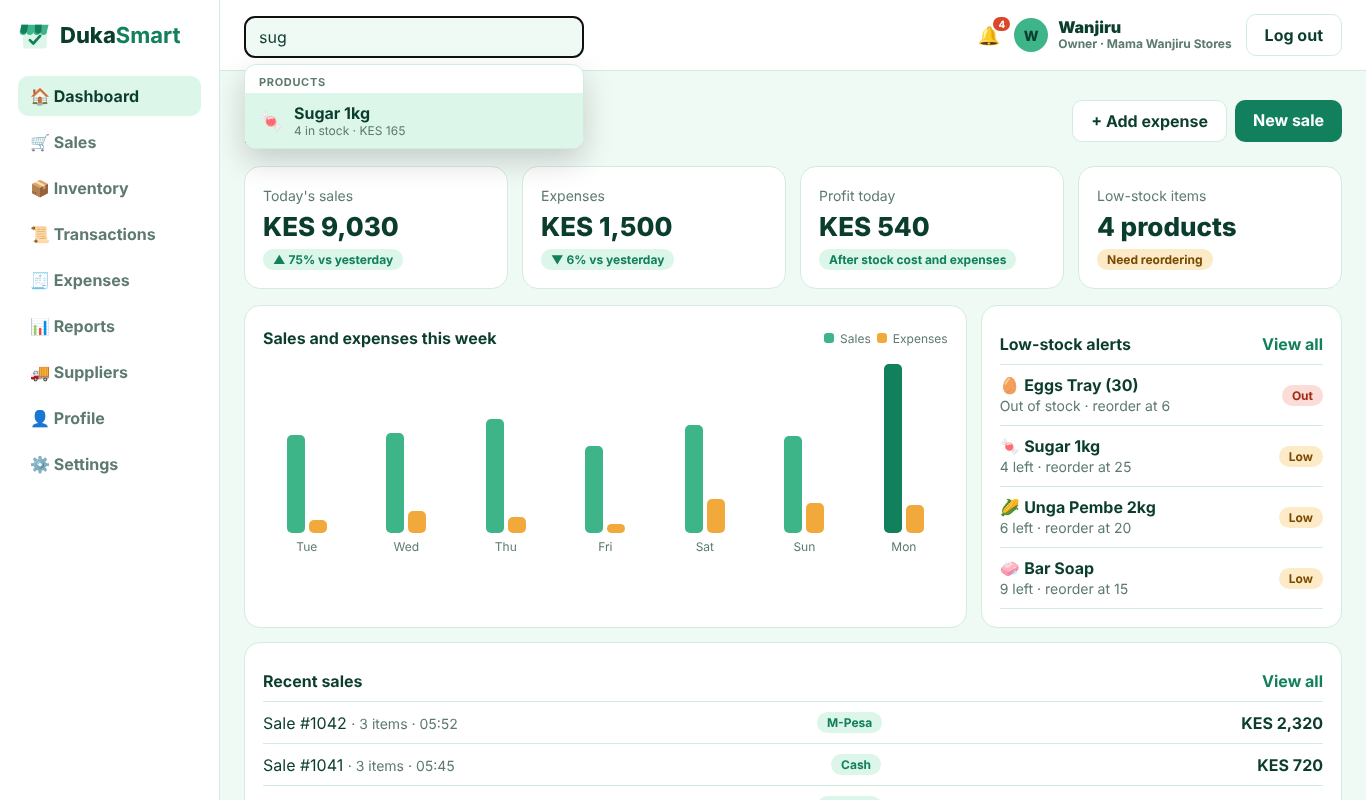 DukaSmart
sug
4
W
Wanjiru
Owner · Mama Wanjiru Stores
Log out
PRODUCTS
Sugar 1kg
4 in stock · KES 165
Dashboard
Sales
Inventory
Transactions
Expenses
Reports
Suppliers
Profile
Settings
+ Add expense
New sale
Today's sales
KES 9,030
▲ 75% vs yesterday
Expenses
KES 1,500
▼ 6% vs yesterday
Profit today
KES 540
After stock cost and expenses
Low-stock items
4 products
Need reordering
Sales and expenses this week
Sales Expenses
Tue Wed Thu Fri Sat Sun Mon
Low-stock alerts View all
Eggs Tray (30)
Out of stock · reorder at 6
Out
Sugar 1kg
4 left · reorder at 25
Low
Unga Pembe 2kg
6 left · reorder at 20
Low
Bar Soap
9 left · reorder at 15
Low
Recent sales View all
Sale #1042 · 3 items · 05:52 M-Pesa KES 2,320
Sale #1041 · 3 items · 05:45 Cash KES 720